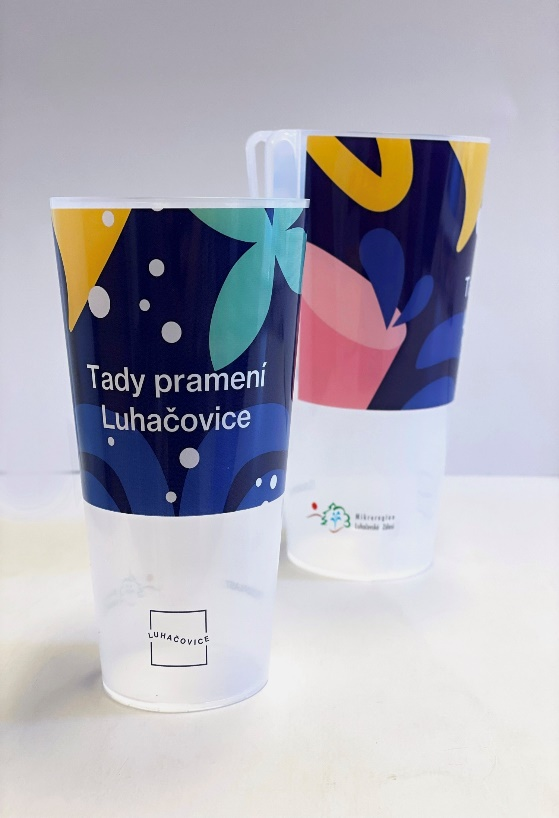 Tady pramení
Luhačovice
LUHAČOVICE
T
Mikroregion
Luhačovské Zálesí